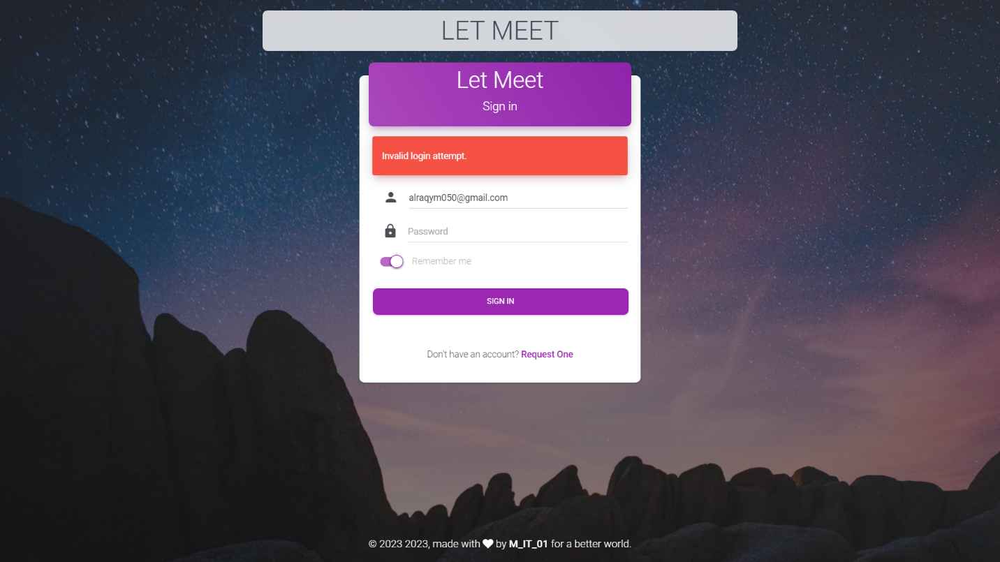 LET MEET
Let Meet
Sign in
Invalid login attempt.
alraqym050@gmail.com
Password
Remember me
SIGN IN
Don't have an account? Request One
© 2023 2023, made with by M_IT_01 for a better world.